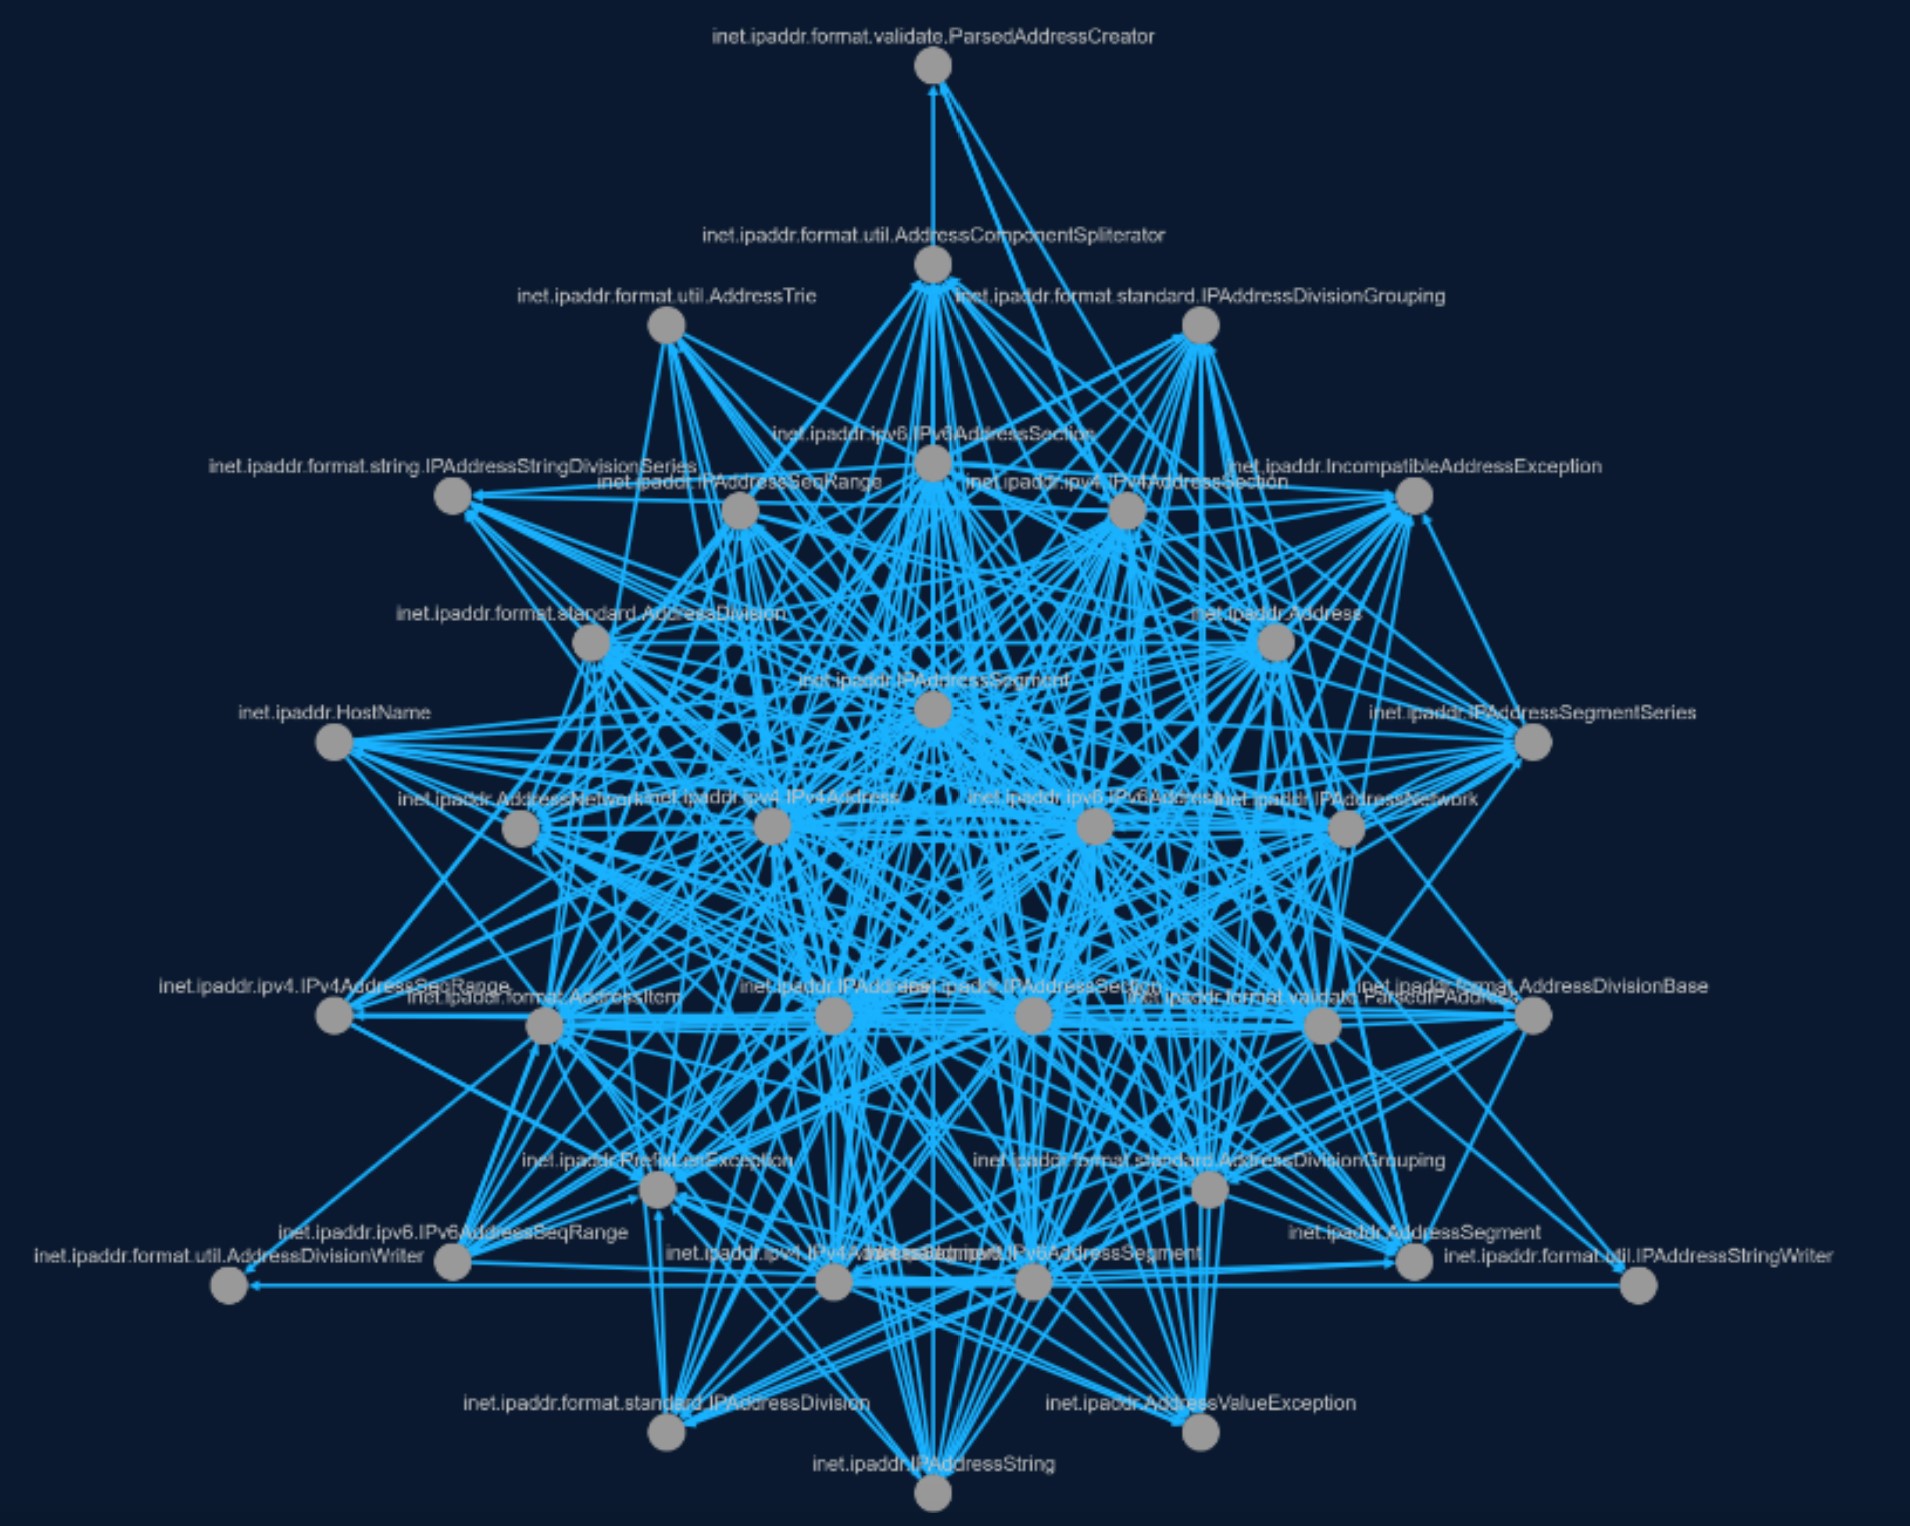 inet.ipaddr.format.validate.ParsedAddressCreator
inet.ipaddr.format.util.AddressComponentSpliterator
inet.ipaddr.format.util.AddressTrie
inet.ipaddr.format.standard.IPAddressDivisionGrouping
inet.ipaddr.ipv6.IPv6AddressSection
inet.ipaddr.format.string.IPAddressStringDivisionSeries
inet.ipaddr.IncompatibleAddressException
inet.ipaddr.IPAddressSeqRange
inet.ipaddr.ipv4.IPv4AddressSection
inet.ipaddr.format.standard.AddressDivision
inet.ipaddr.Address
inet.ipaddr.IPAddressSegment
inet.ipaddr.HostName
inet.ipaddr.IPAddressSegmentSeries
inet.ipaddr.AddressNetwork
inet.ipaddr.ipv4.IPv4Address
inet.ipaddr.ipv6.IPv6Address
inet.ipaddr.IPAddressNetwork
inet.ipaddr.ipv4.IPv4AddressSeqRange
inet.ipaddr.format.AddressItem
inet.ipaddr.IPAddress
inet.ipaddr.IPAddressSection
inet.ipaddr.format.validate.ParsedIPAddress
inet.ipaddr.format.AddressDivisionBase
inet.ipaddr.PrefixLenException
inet.ipaddr.format.standard.AddressDivisionGrouping
inet.ipaddr.ipv6.IPv6AddressSeqRange
inet.ipaddr.AddressSegment
inet.ipaddr.format.util.AddressDivisionWriter
inet.ipaddr.ipv4.IPv4AddressSegment
inet.ipaddr.ipv6.IPv6AddressSegment
inet.ipaddr.format.util.IPAddressStringWriter
inet.ipaddr.format.standard.IPAddressDivision
inet.ipaddr.AddressValueException
inet.ipaddr.IPAddressString